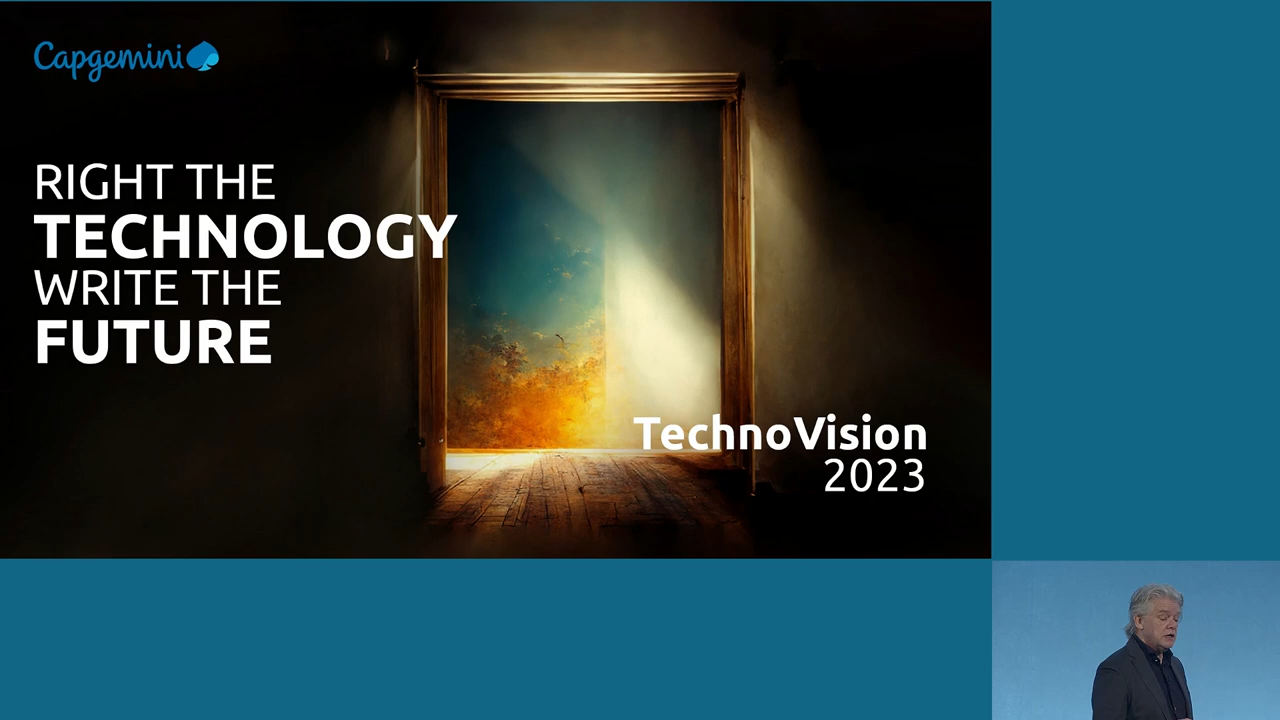 Capgemini
RIGHT THE
TECHNOLOGY
WRITE THE
FUTURE
TechnoVision
2023